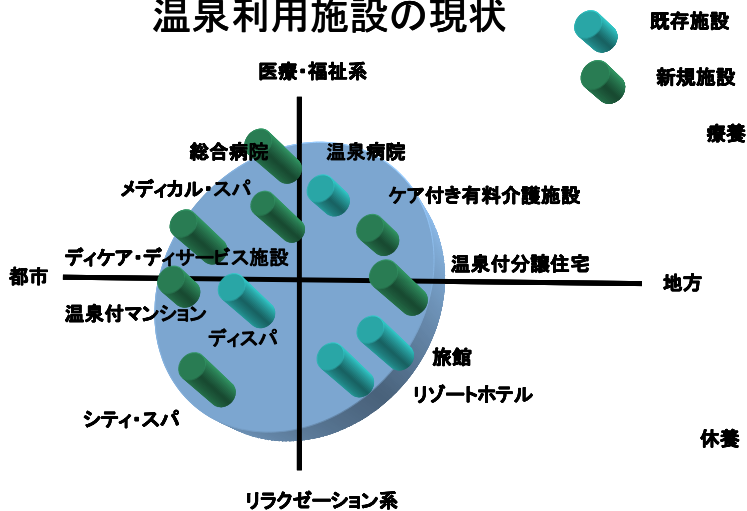 温泉利用施設の現状
既存施設
新規施設
医療・福祉系
療養
総合病院
温泉病院
メディカル・スパ
ケア付き有料介護施設
ディケア・ディサービス施設
温泉付分譲住宅
都市
地方
温泉付マンション
ディスパ
旅館
リゾートホテル
シティ・スパ
休養
リラクゼーション系